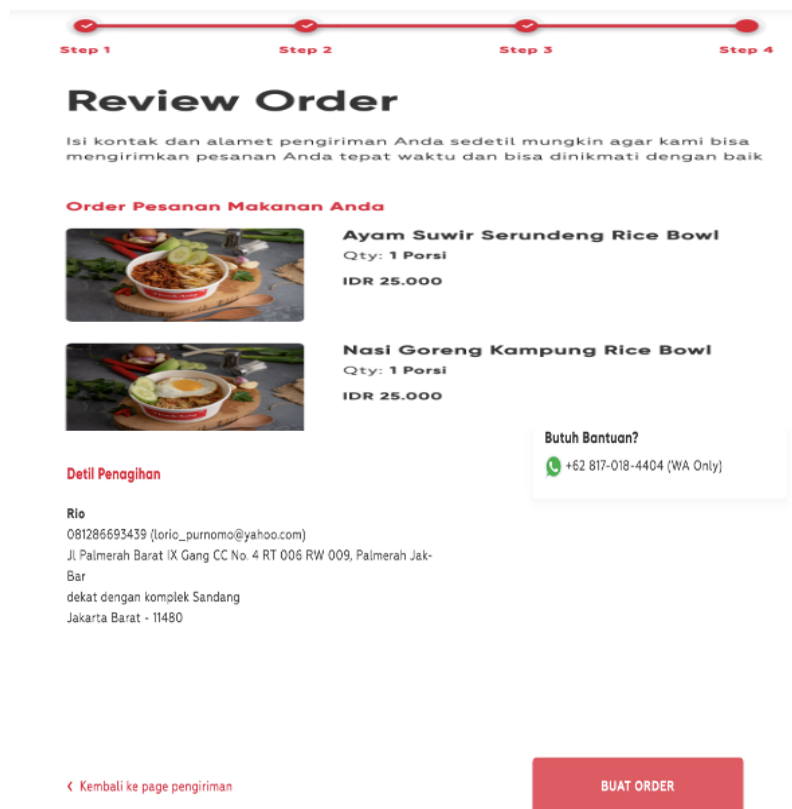 Step 1
Step 2
Step 3
Step 4
Review Order
Isi kontak dan alamet pengiriman Anda sedetil mungkin agar kami bisa
mengirimkan pesanan Anda tepat waktu dan bisa dinikmati dengan baik
Order Pesanan Makanan Anda
Ayam Suwir Serundeng Rice Bowl
Qty: 1 Porsi
IDR 25.000
Nasi Goreng Kampung Rice Bowl
Qty: 1 Porsi
IDR 25.000
Butuh Bantuan?
+62 817-018-4404 (WA Only)
Detil Penagihan
Rio
081286693439 (lorio_purnomo@yahoo.com)
Jl Palmerah Barat IX Gang CC No. 4 RT 006 RW 009, Palmerah Jak-
Bar
dekat dengan komplek Sandang
Jakarta Barat - 11480
Kembali ke page pengiriman
BUAT ORDER